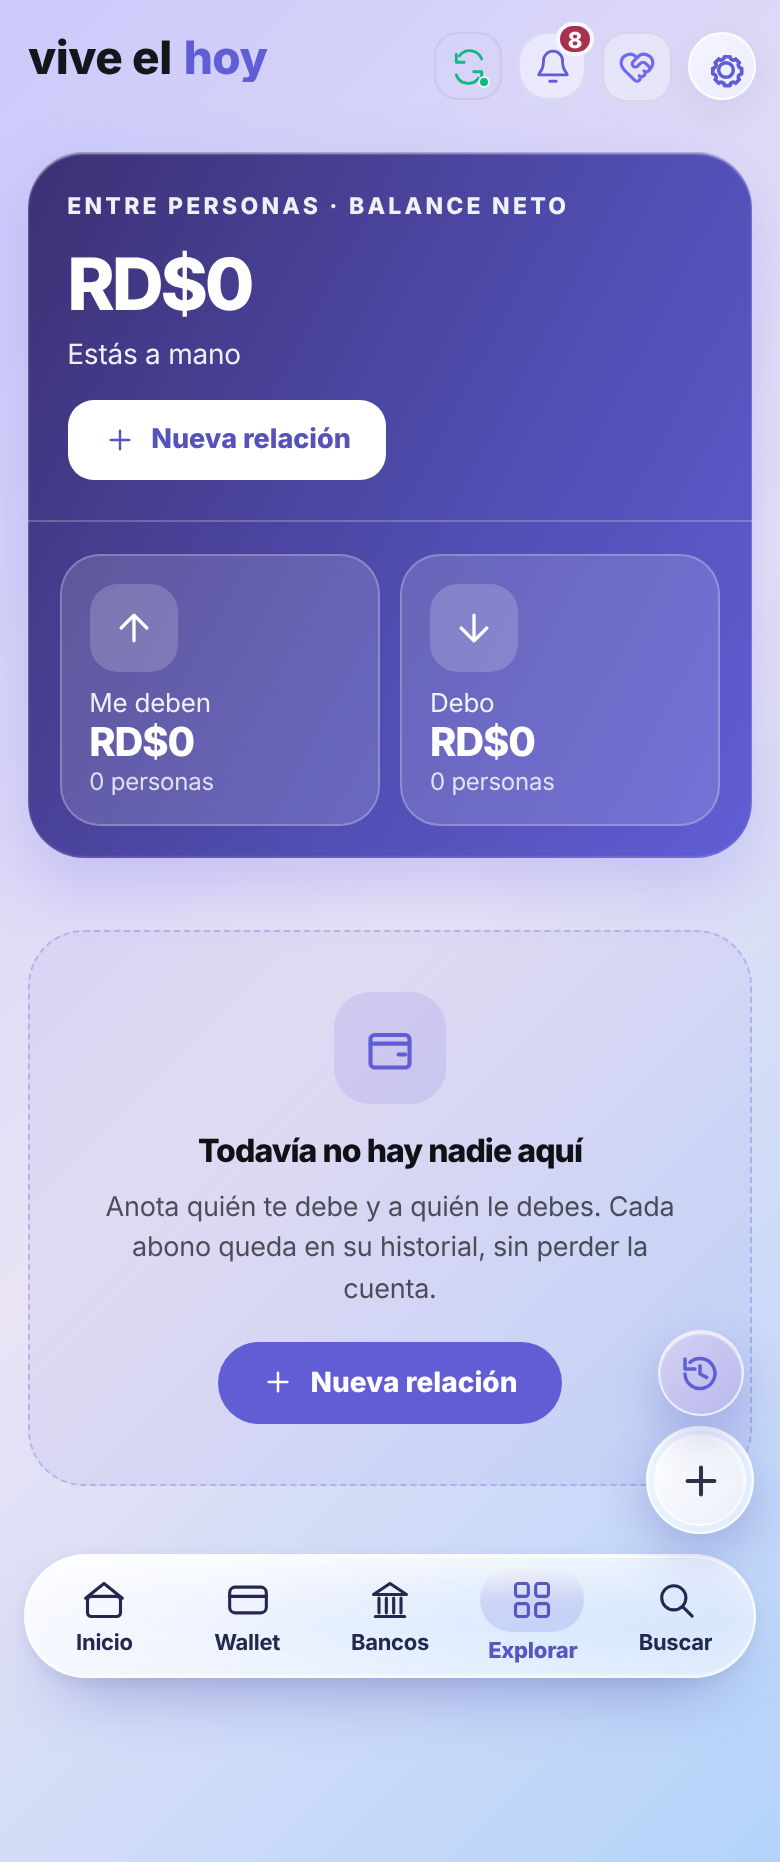 vive el hoy
8
ENTRE PERSONAS · BALANCE NETO
RD$0
Estás a mano
Nueva relación
Me deben
RD$0
0 personas
Debo
RD$0
0 personas
Todavía no hay nadie aquí
Anota quién te debe y a quién le debes. Cada
abono queda en su historial, sin perder la
cuenta.
Nueva relación
Inicio
Wallet
Bancos
Explorar
Buscar